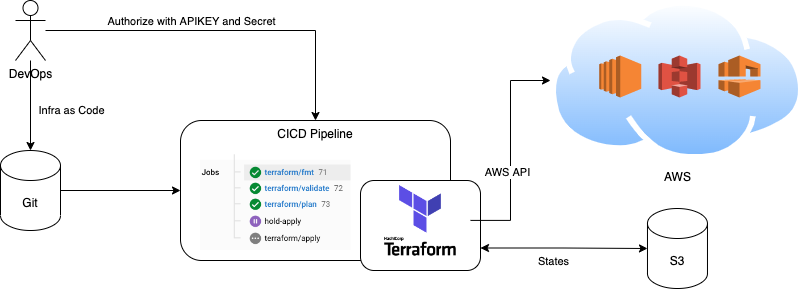 Authorize with APIKEY and Secret
DevOps
Infra as Code
CICD Pipeline
Jobs
terraform/fmt 71
terraform/validate 72
terraform/plan 73
hold-apply
terraform/apply
Git
HashiCorp
Terraform
AWS API
AWS
States
S3